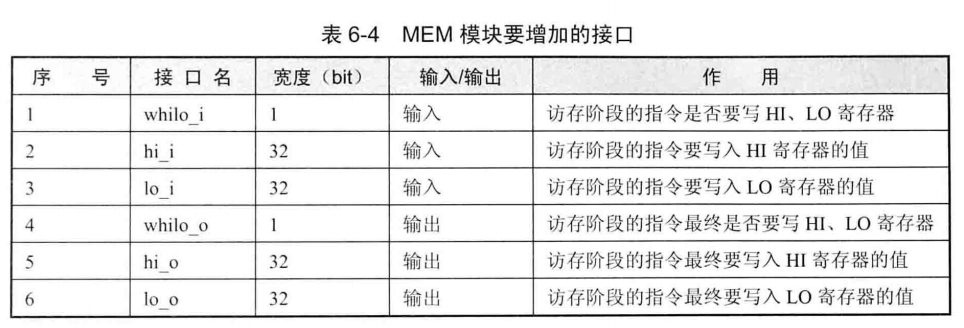 表 6-4 MEM 模块要增加的接口
序 号 接 口 名 宽度（bit） 输入/输出 作 用
1 whilo_i 1 输入 访存阶段的指令是否要写 HI、LO 寄存器
2 hi_i 32 输入 访存阶段的指令要写入 HI 寄存器的值
3 lo_i 32 输入 访存阶段的指令要写入 LO 寄存器的值
4 whilo_o 1 输出 访存阶段的指令最终是否要写 HI、LO 寄存器
5 hi_o 32 输出 访存阶段的指令最终要写入 HI 寄存器的值
6 lo_o 32 输出 访存阶段的指令最终要写入 LO 寄存器的值